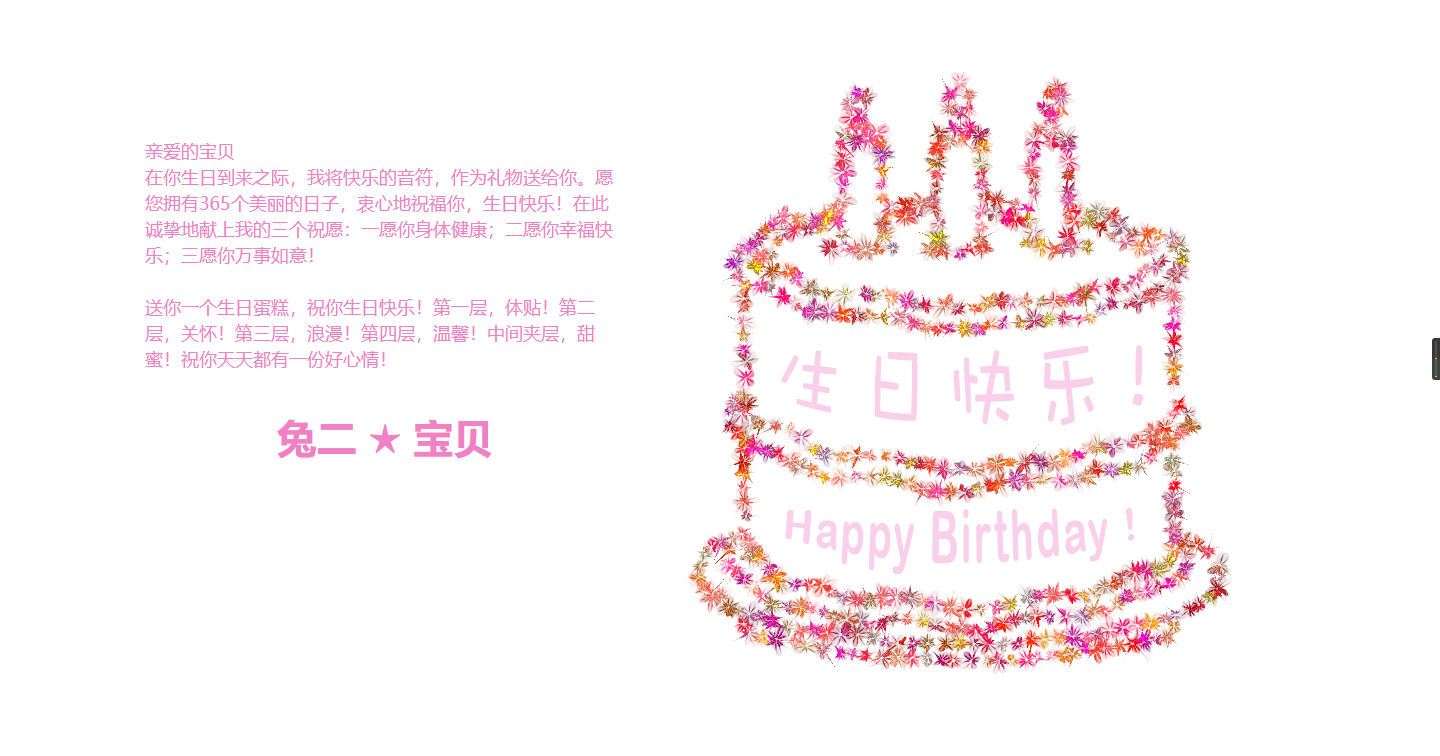 亲爱的宝贝
在你生日到来之际，我将快乐的音符，作为礼物送给你。愿
您拥有365个美丽的日子，衷心地祝福你，生日快乐！在此
诚挚地献上我的三个祝愿：一愿你身体健康；二愿你幸福快
乐；三愿你万事如意！
送你一个生日蛋糕，祝你生日快乐！第一层，体贴！第二
层，关怀！第三层，浪漫！第四层，温馨！中间夹层，甜
蜜！祝你天天都有一份好心情！
兔二 ★ 宝贝
生日快乐！
Happy Birthday !